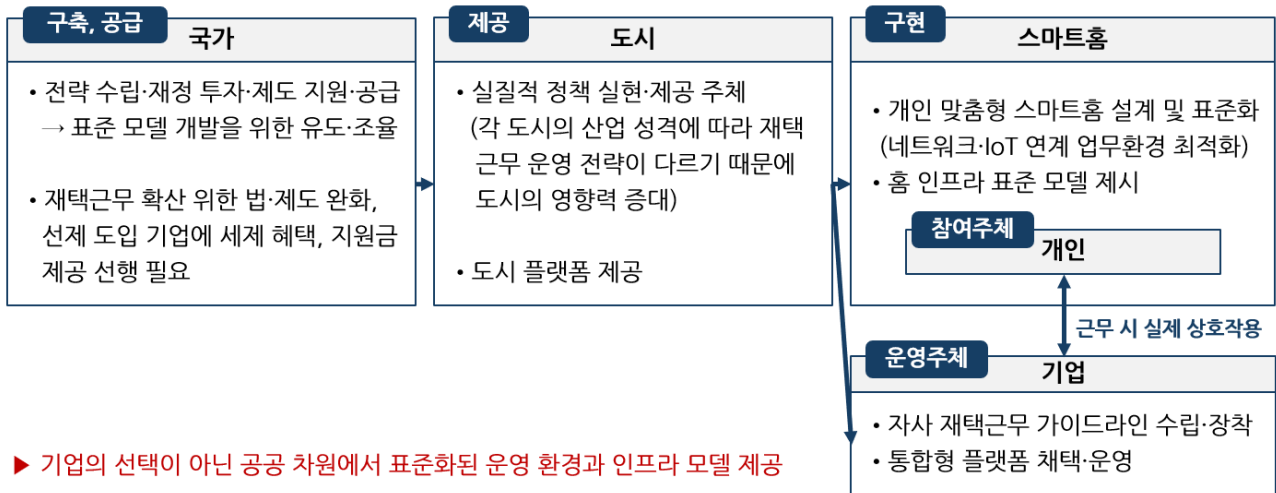 구축, 공급
국가
• 전략 수립·재정 투자·제도 지원·공급
→ 표준 모델 개발을 위한 유도·조율
• 재택근무 확산 위한 법·제도 완화,
선제 도입 기업에 세제 혜택, 지원금
제공 선행 필요
제공
도시
• 실질적 정책 실현·제공 주체
(각 도시의 산업 성격에 따라 재택
근무 운영 전략이 다르기 때문에
도시의 영향력 증대)
• 도시 플랫폼 제공
구현
스마트홈
• 개인 맞춤형 스마트홈 설계 및 표준화
(네트워크·IoT 연계 업무환경 최적화)
• 홈 인프라 표준 모델 제시
참여주체
개인
근무 시 실제 상호작용
운영주체
기업
• 자사 재택근무 가이드라인 수립·장착
• 통합형 플랫폼 채택·운영
▶ 기업의 선택이 아닌 공공 차원에서 표준화된 운영 환경과 인프라 모델 제공